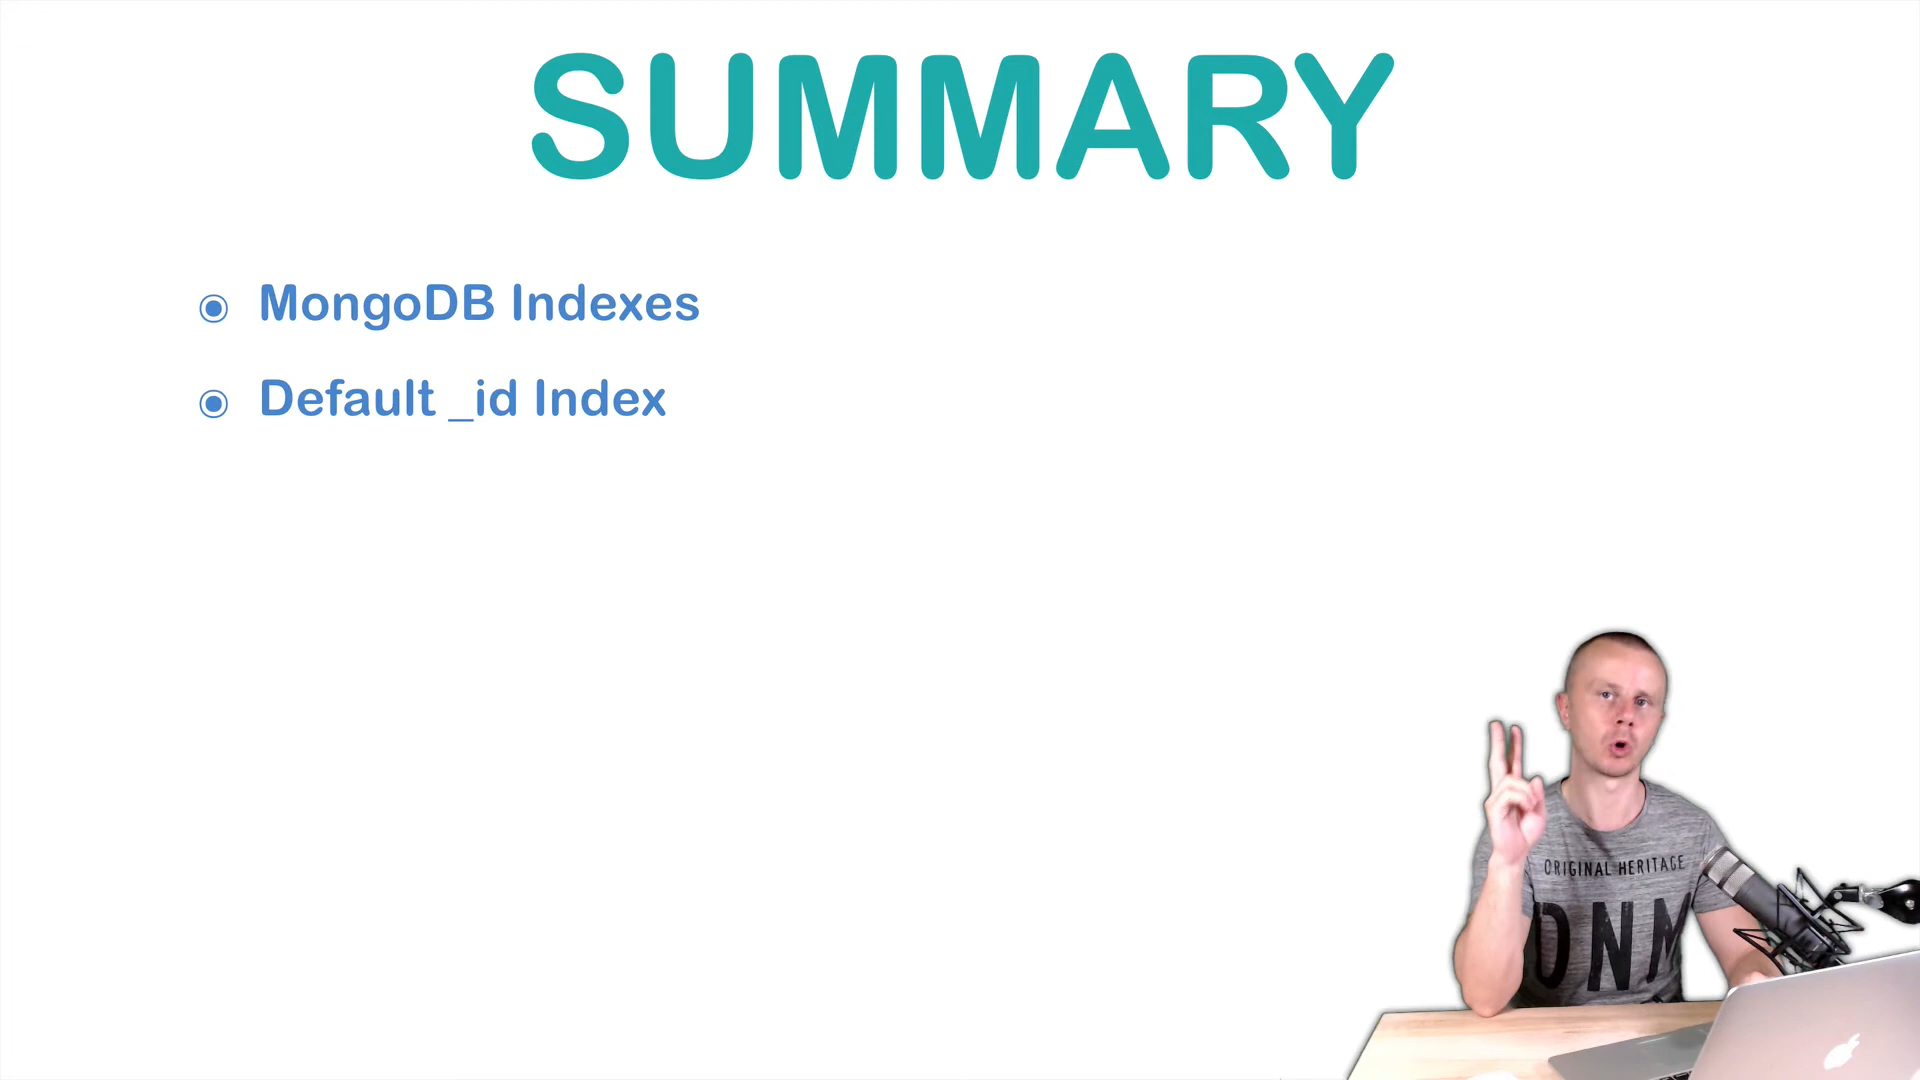 SUMMARY
MongoDB Indexes
Default _id Index
ORIGINAL HERITAGE
DNM